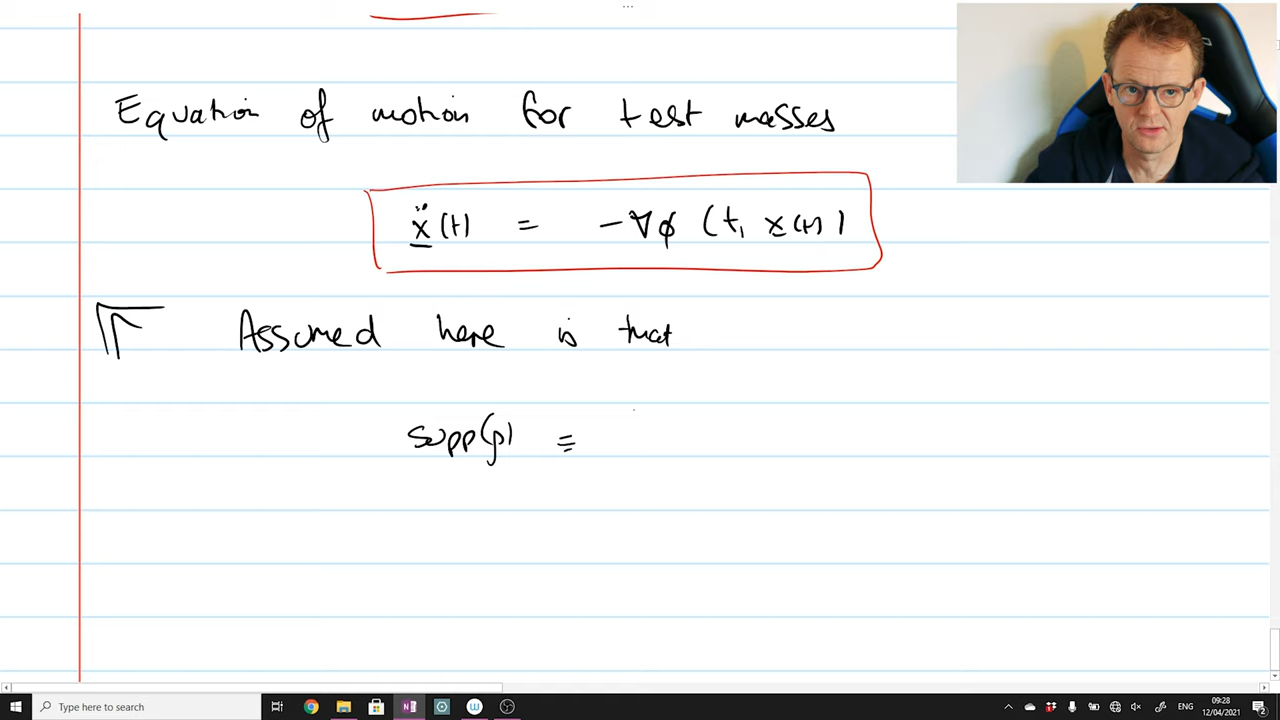 Equation of motion for test masses
ẍ(t) = -∇φ (t, x(t))
Assumed here is that
supp(ρ) ≡
Type here to search
ENG
09:28
12/04/2021
2